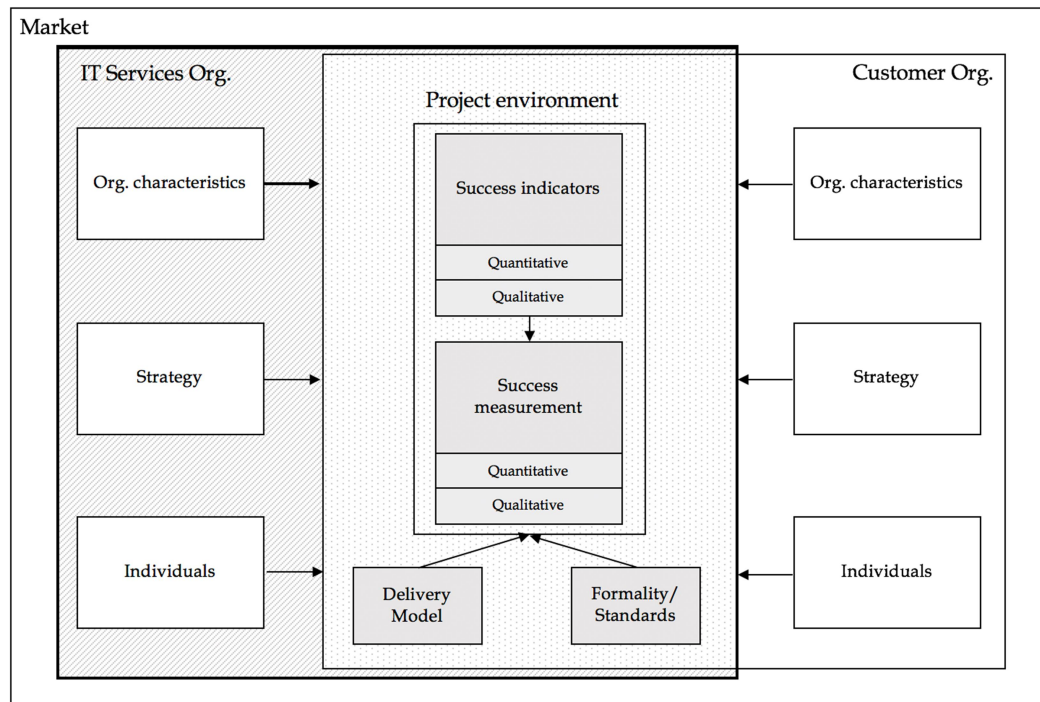 Market
IT Services Org.
Customer Org.
Project environment
Org. characteristics
Success indicators
Org. characteristics
Quantitative
Qualitative
Strategy
Success
measurement
Strategy
Quantitative
Qualitative
Individuals
Delivery
Model
Formality/
Standards
Individuals